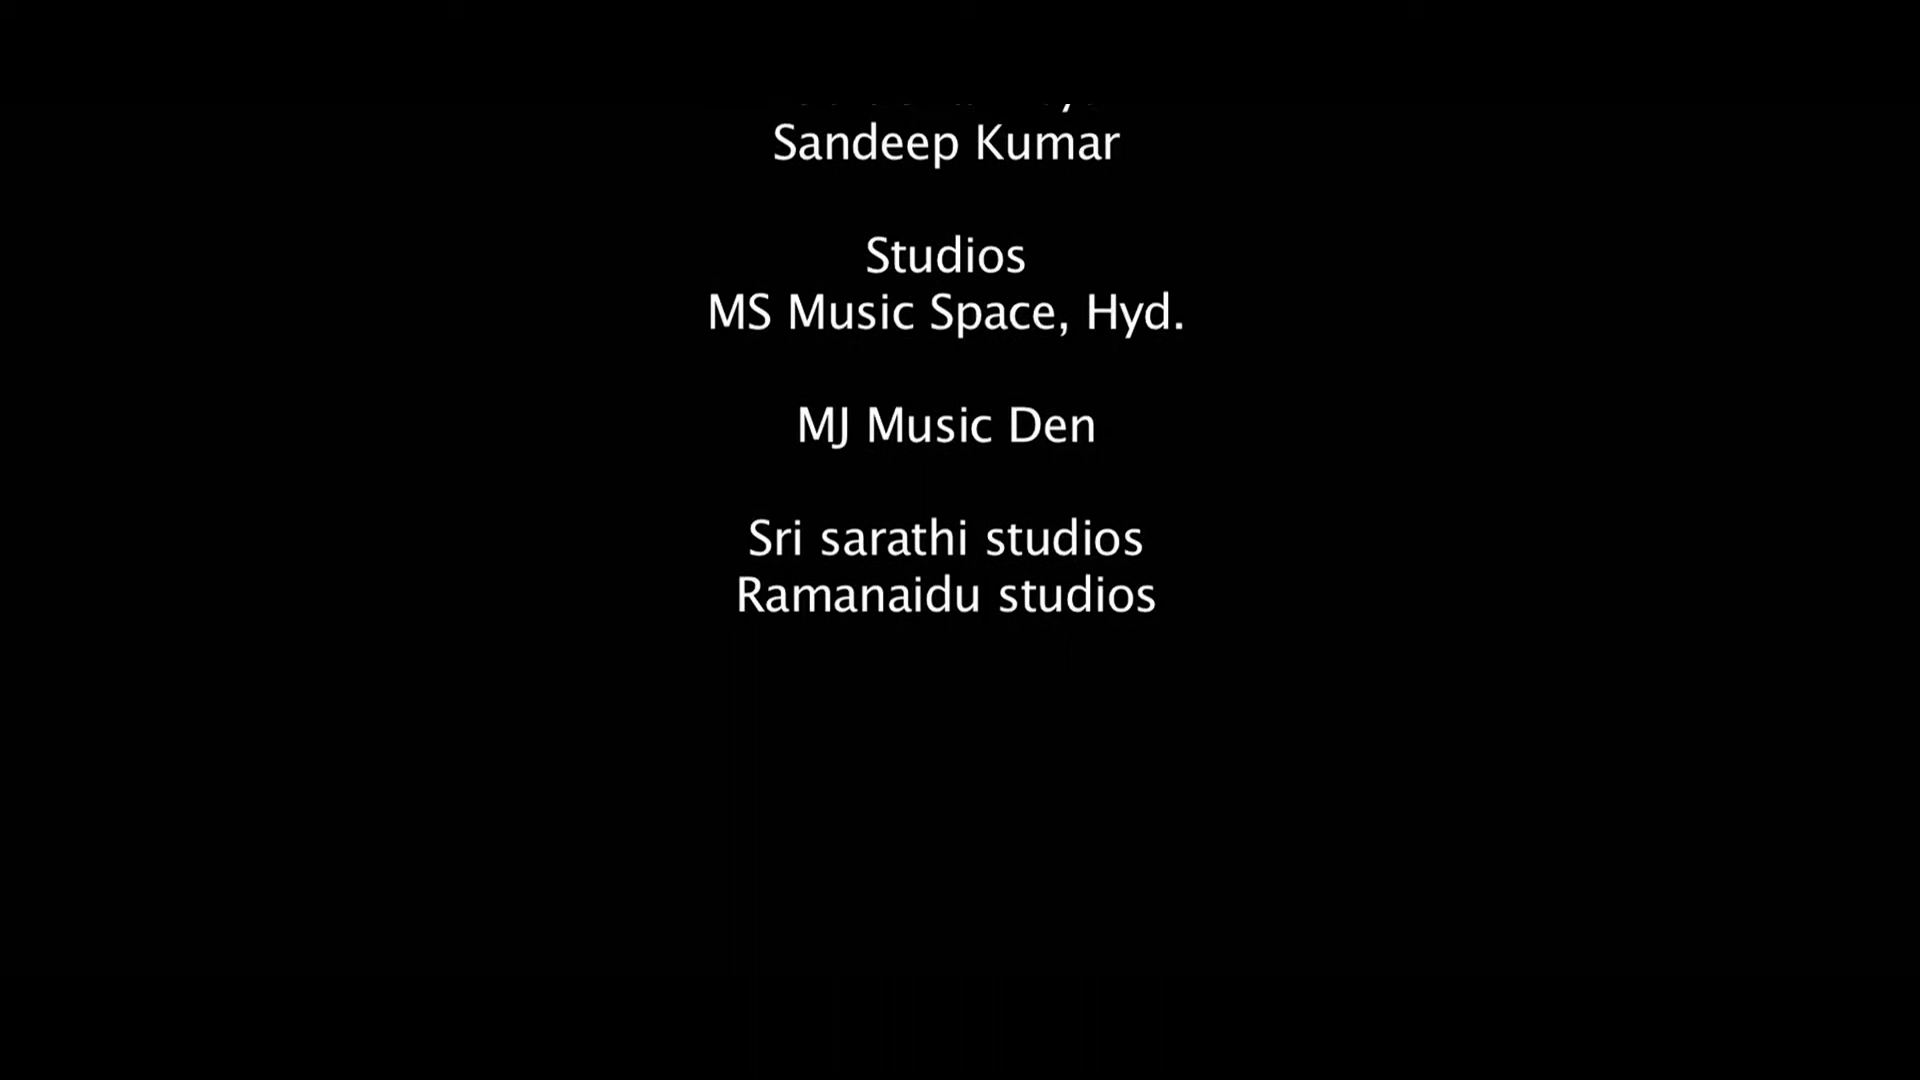 Sandeep Kumar
Studios
MS Music Space, Hyd.
MJ Music Den
Sri sarathi studios
Ramanaidu studios